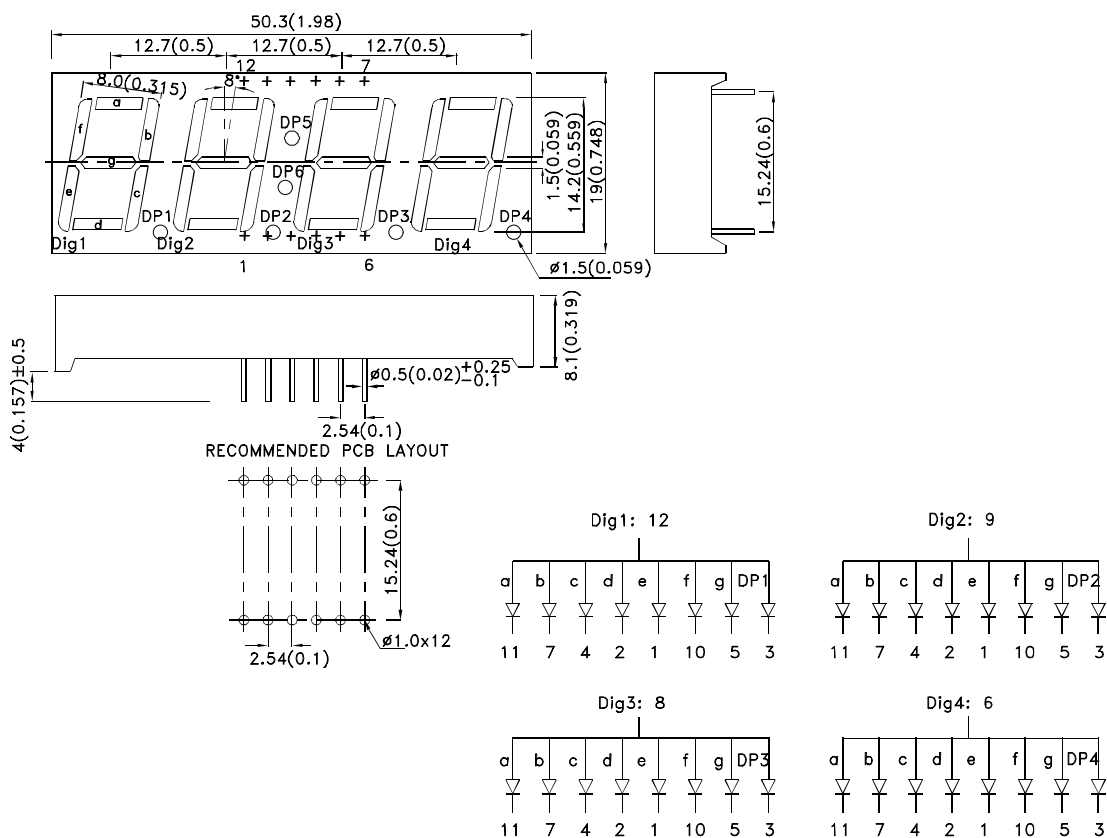 50.3(1.98)
12.7(0.5) 12.7(0.5) 12.7(0.5)
12 7
8.0(0.315) 8°
a
f b
g
e c
d
DP5
DP6
DP1 DP2 DP3 DP4
Dig1 Dig2 Dig3 Dig4
1 6
ø1.5(0.059)
1.5(0.059)
14.2(0.559)
19(0.748)
15.24(0.6)
8.1(0.319)
4(0.157)±0.5
ø0.5(0.02)+0.25 -0.1
2.54(0.1)
RECOMMENDED PCB LAYOUT
15.24(0.6)
ø1.0x12
2.54(0.1)
Dig1: 12
a b c d e f g DP1
11 7 4 2 1 10 5 3
Dig2: 9
a b c d e f g DP2
11 7 4 2 1 10 5 3
Dig3: 8
a b c d e f g DP3
11 7 4 2 1 10 5 3
Dig4: 6
a b c d e f g DP4
11 7 4 2 1 10 5 3